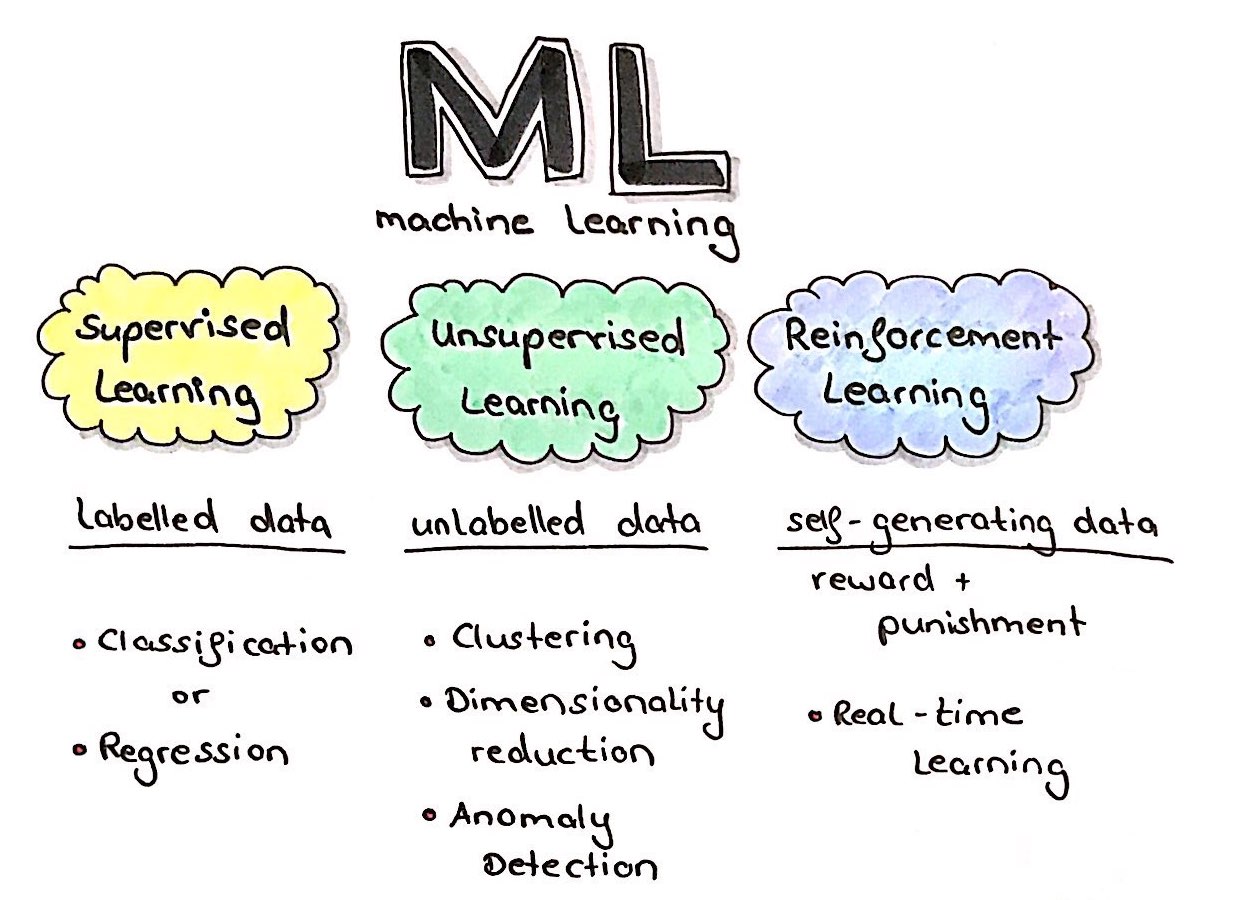 ML
machine learning
Supervised
Learning
Unsupervised
Learning
Reinforcement
Learning
labelled data
• Classification
or
• Regression
unlabelled data
• Clustering
• Dimensionality
reduction
• Anomaly
Detection
self-generating data
reward +
punishment
• Real-time
Learning